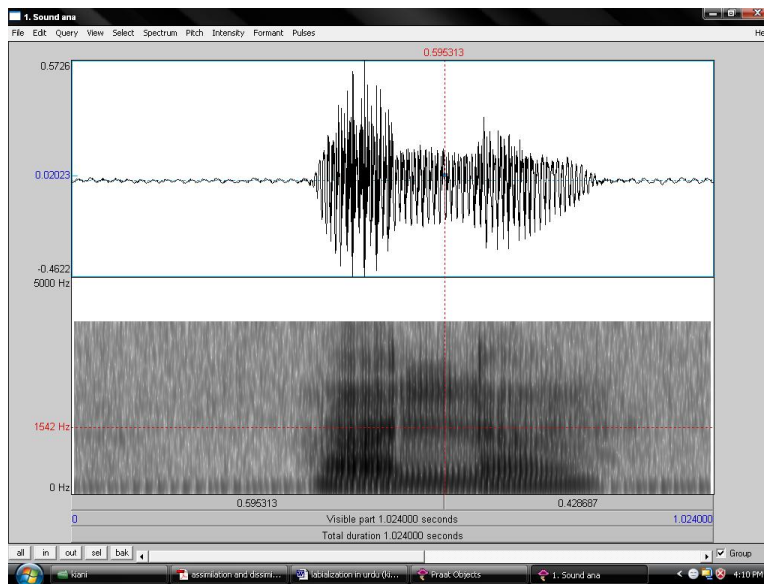 1. Sound ana
File Edit Query View Select Spectrum Pitch Intensity Formant Pulses He
0.595313
0.5726
0.02023
-0.4622
5000 Hz
1542 Hz
0 Hz
0.595313 0.428687
0 Visible part 1.024000 seconds 1.024000
Total duration 1.024000 seconds
all in out sel bak Group
kiani assimilation and dissimi... labialization in urdu (ki... Praat Objects 1. Sound ana 4:10 PM